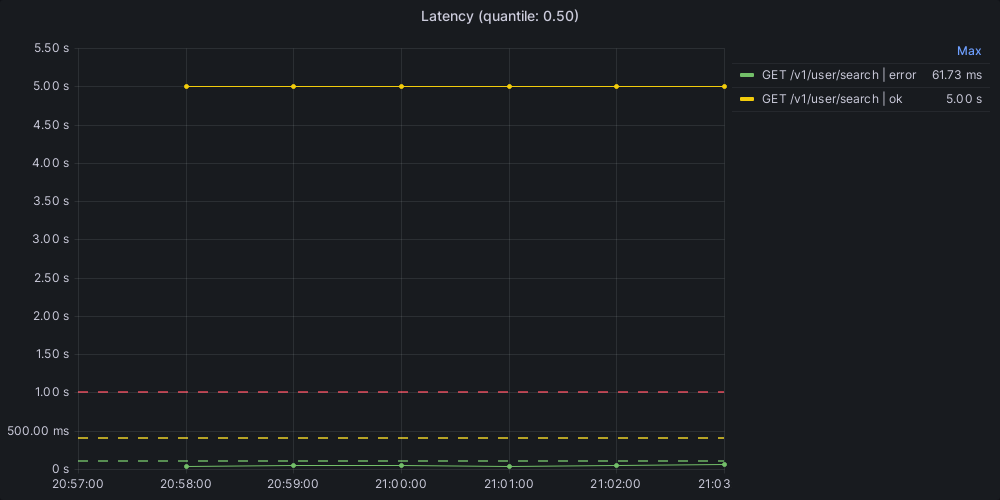 Latency (quantile: 0.50)
Max
GET /v1/user/search | error 61.73 ms
GET /v1/user/search | ok 5.00 s
5.50 s
5.00 s
4.50 s
4.00 s
3.50 s
3.00 s
2.50 s
2.00 s
1.50 s
1.00 s
500.00 ms
0 s
20:57:00 20:58:00 20:59:00 21:00:00 21:01:00 21:02:00 21:03